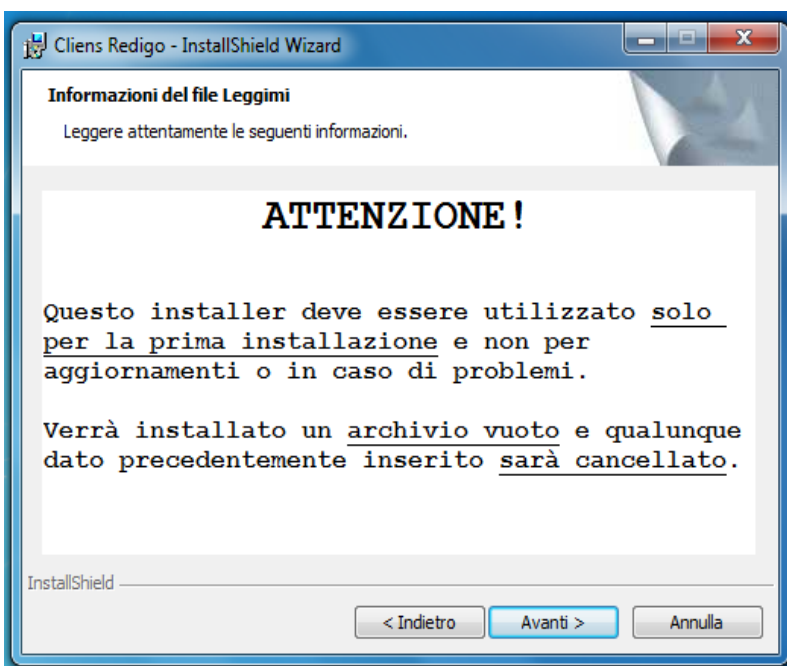 Cliens Redigo - InstallShield Wizard
Informazioni del file Leggimi
Leggere attentamente le seguenti informazioni.
ATTENZIONE!
Questo installer deve essere utilizzato solo
per la prima installazione e non per
aggiornamenti o in caso di problemi.
Verrà installato un archivio vuoto e qualunque
dato precedentemente inserito sarà cancellato.
InstallShield
< Indietro
Avanti >
Annulla